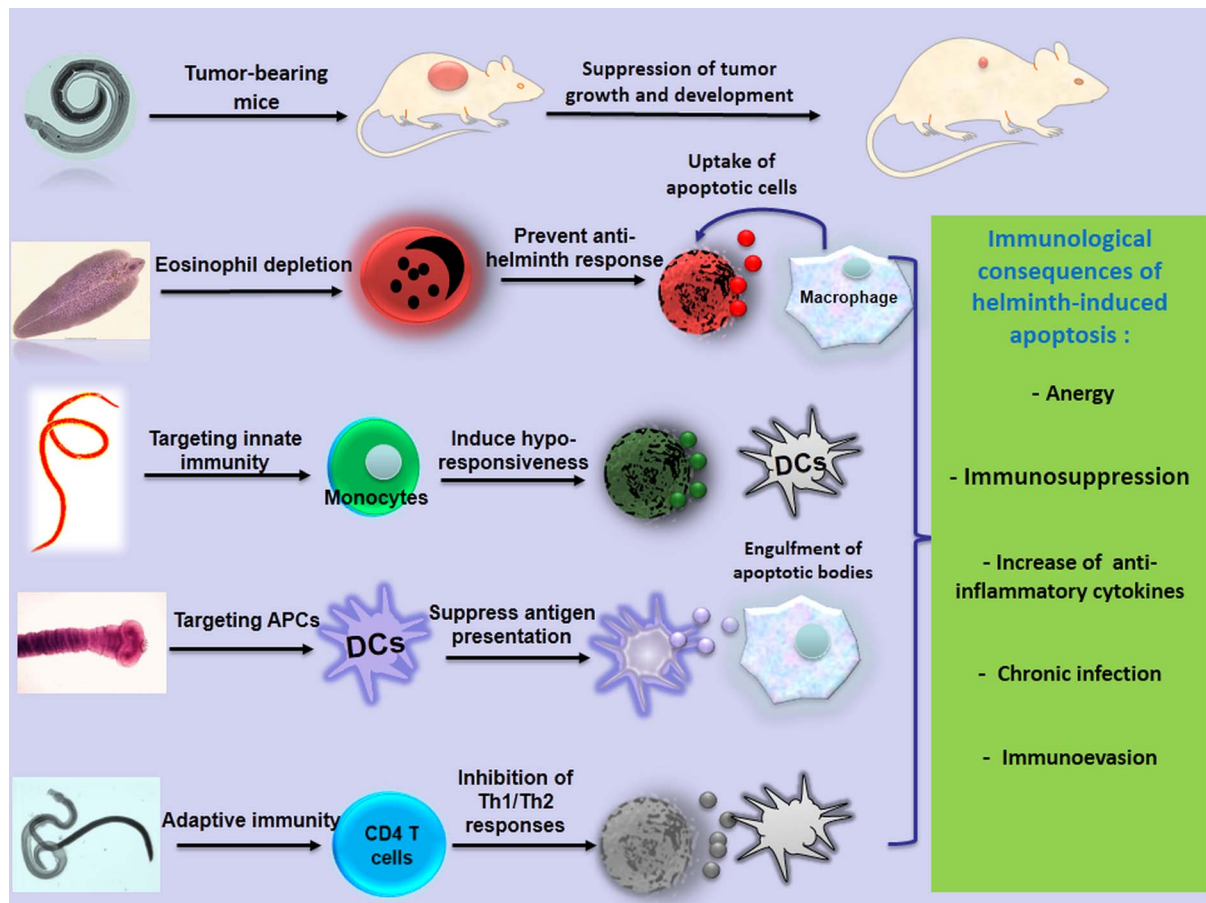 Tumor-bearing
mice
Suppression of tumor
growth and development
Uptake of
apoptotic cells
Eosinophil depletion
Prevent anti-
helminth response
Macrophage
Targeting innate
immunity
Monocytes
Induce hypo-
responsiveness
DCs
Engulfment of
apoptotic bodies
Targeting APCs
DCs
Suppress antigen
presentation
Adaptive immunity
CD4 T
cells
Inhibition of
Th1/Th2
responses
Immunological
consequences of
helminth-induced
apoptosis :
- Anergy
- Immunosuppression
- Increase of anti-
inflammatory cytokines
- Chronic infection
- Immunoevasion